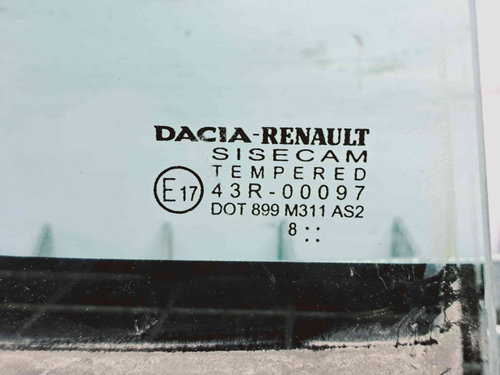 DACIA-RENAULT
SISECAM
TEMPERED
E17 43R-00097
DOT 899 M311 AS2
8 ::